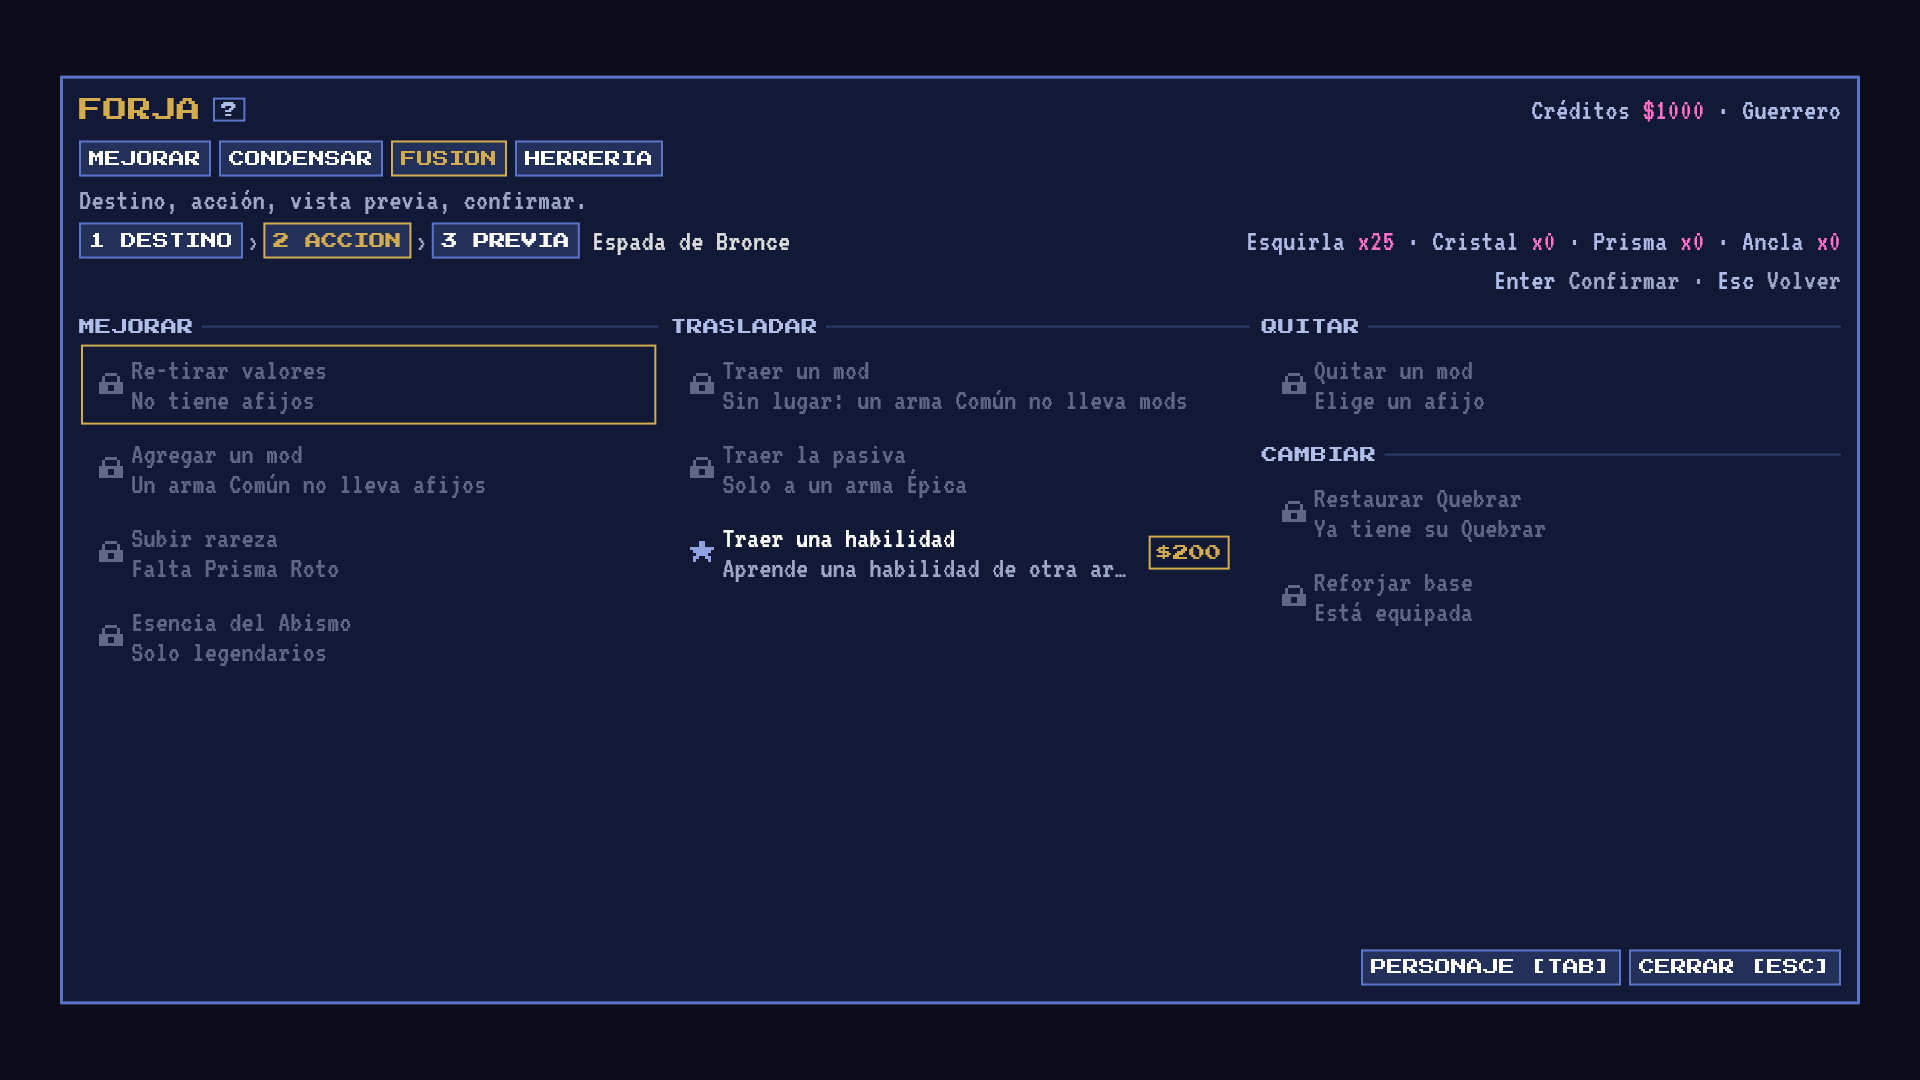 FORJA ?
Créditos $1000 · Guerrero
MEJORAR CONDENSAR FUSION HERRERIA
Destino, acción, vista previa, confirmar.
1 DESTINO › 2 ACCION › 3 PREVIA Espada de Bronce
Esquirla x25 · Cristal x0 · Prisma x0 · Ancla x0
Enter Confirmar · Esc Volver
MEJORAR
Re-tirar valores
No tiene afijos
Agregar un mod
Un arma Común no lleva afijos
Subir rareza
Falta Prisma Roto
Esencia del Abismo
Solo legendarios
TRASLADAR
Traer un mod
Sin lugar: un arma Común no lleva mods
Traer la pasiva
Solo a un arma Épica
Traer una habilidad
Aprende una habilidad de otra ar…
$200
QUITAR
Quitar un mod
Elige un afijo
CAMBIAR
Restaurar Quebrar
Ya tiene su Quebrar
Reforjar base
Está equipada
PERSONAJE [TAB] CERRAR [ESC]